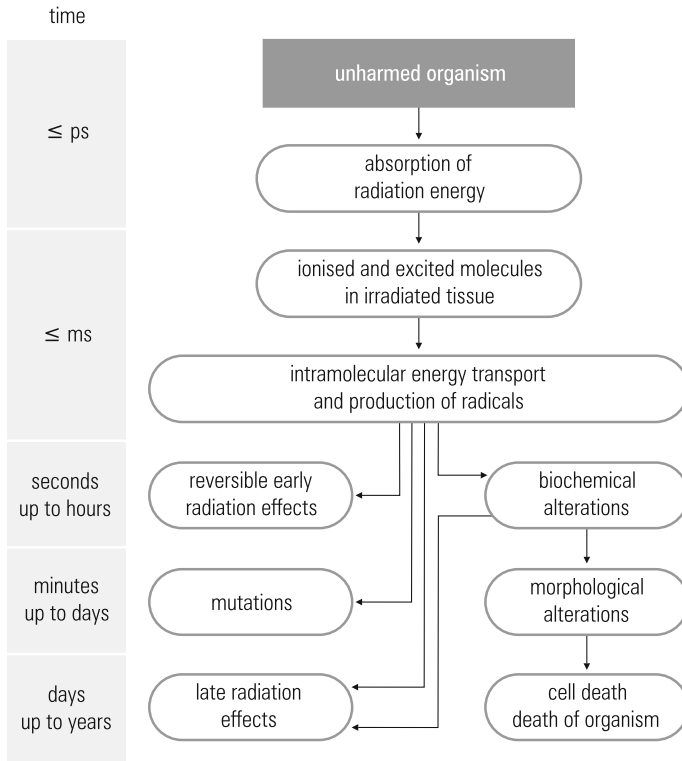 time
unharmed organism
≤ ps
absorption of
radiation energy
ionised and excited molecules
in irradiated tissue
≤ ms
intramolecular energy transport
and production of radicals
seconds
up to hours
reversible early
radiation effects
biochemical
alterations
minutes
up to days
mutations
morphological
alterations
days
up to years
late radiation
effects
cell death
death of organism